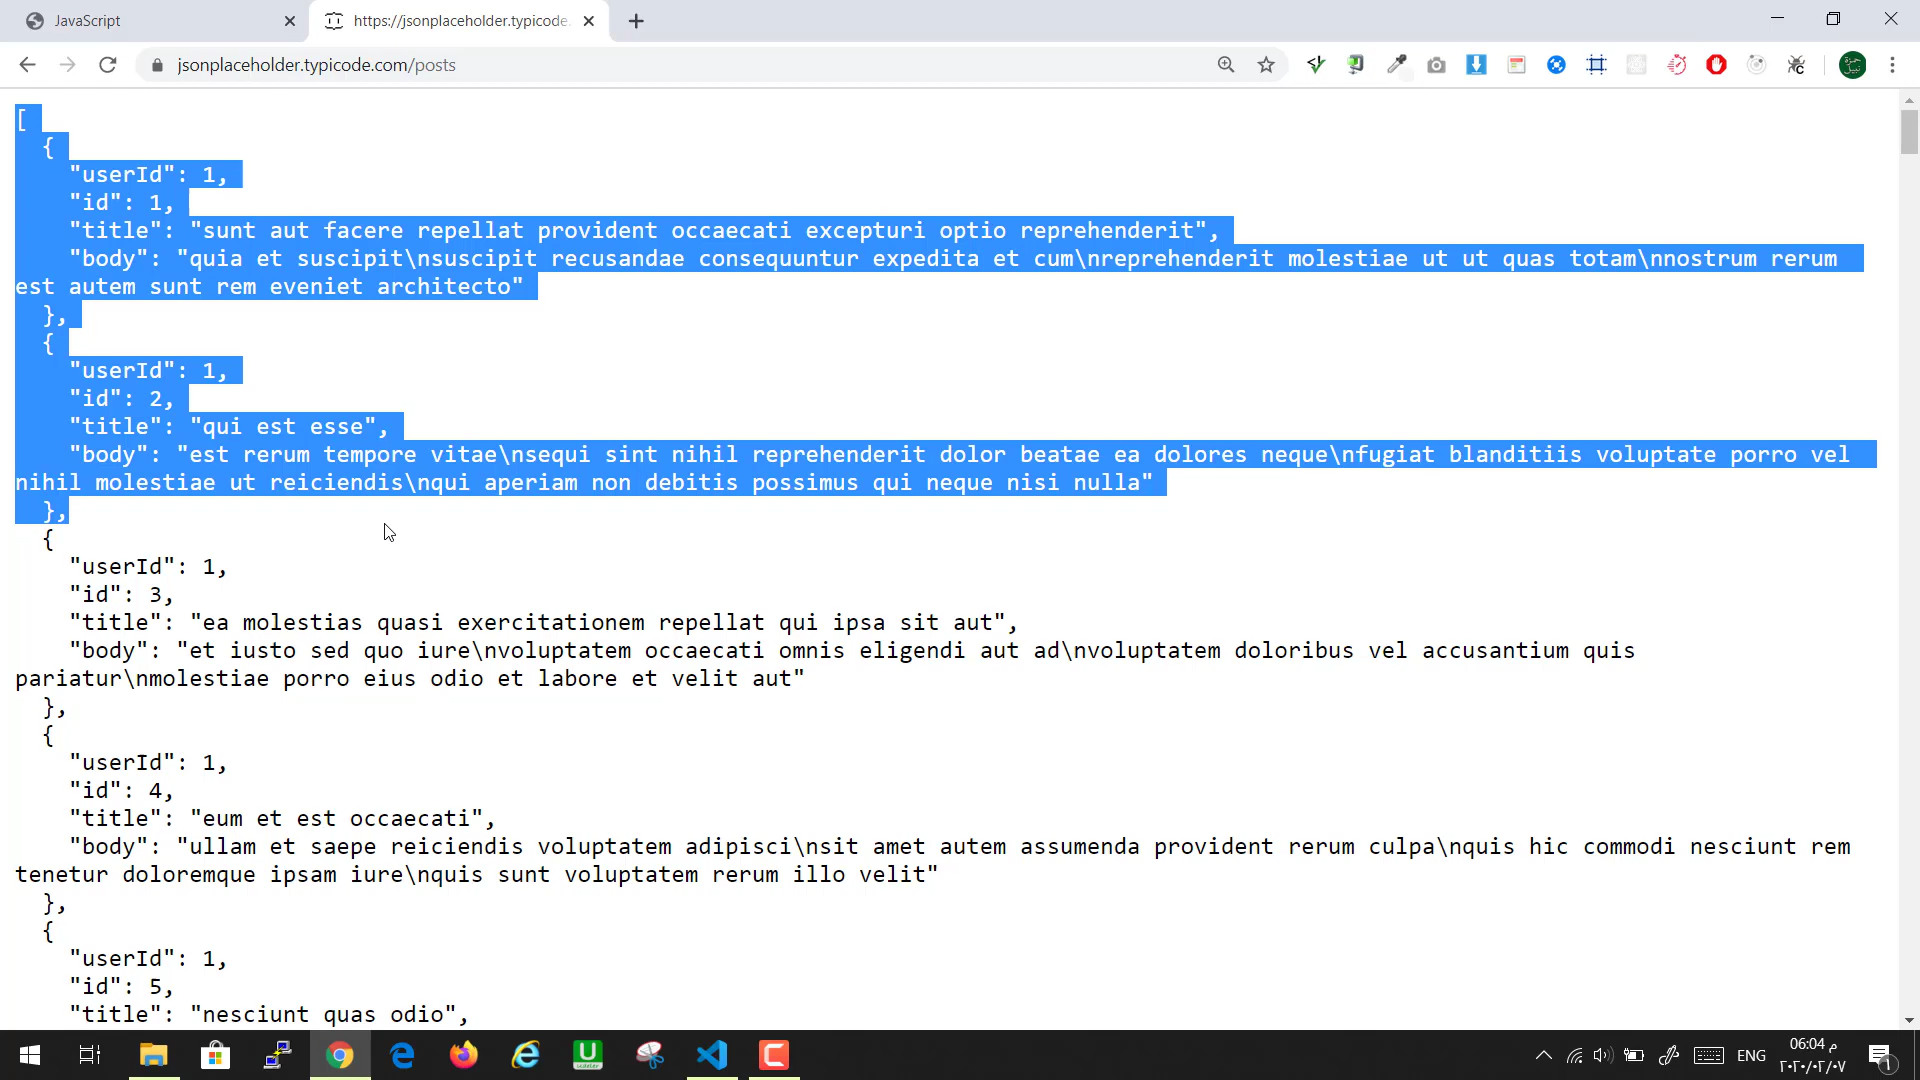 JavaScript
https://jsonplaceholder.typicode.
jsonplaceholder.typicode.com/posts
[
  {
    "userId": 1,
    "id": 1,
    "title": "sunt aut facere repellat provident occaecati excepturi optio reprehenderit",
    "body": "quia et suscipit\nsuscipit recusandae consequuntur expedita et cum\nreprehenderit molestiae ut ut quas totam\nnostrum rerum
est autem sunt rem eveniet architecto"
  },
  {
    "userId": 1,
    "id": 2,
    "title": "qui est esse",
    "body": "est rerum tempore vitae\nsequi sint nihil reprehenderit dolor beatae ea dolores neque\nfugiat blanditiis voluptate porro vel
nihil molestiae ut reiciendis\nqui aperiam non debitis possimus qui neque nisi nulla"
  },
  {
    "userId": 1,
    "id": 3,
    "title": "ea molestias quasi exercitationem repellat qui ipsa sit aut",
    "body": "et iusto sed quo iure\nvoluptatem occaecati omnis eligendi aut ad\nvoluptatem doloribus vel accusantium quis
pariatur\nmolestiae porro eius odio et labore et velit aut"
  },
  {
    "userId": 1,
    "id": 4,
    "title": "eum et est occaecati",
    "body": "ullam et saepe reiciendis voluptatem adipisci\nsit amet autem assumenda provident rerum culpa\nquis hic commodi nesciunt rem
tenetur doloremque ipsam iure\nquis sunt voluptatem rerum illo velit"
  },
  {
    "userId": 1,
    "id": 5,
    "title": "nesciunt quas odio",
ENG
06:04 م
٢٠٢٠/٠٢/٠٧
١